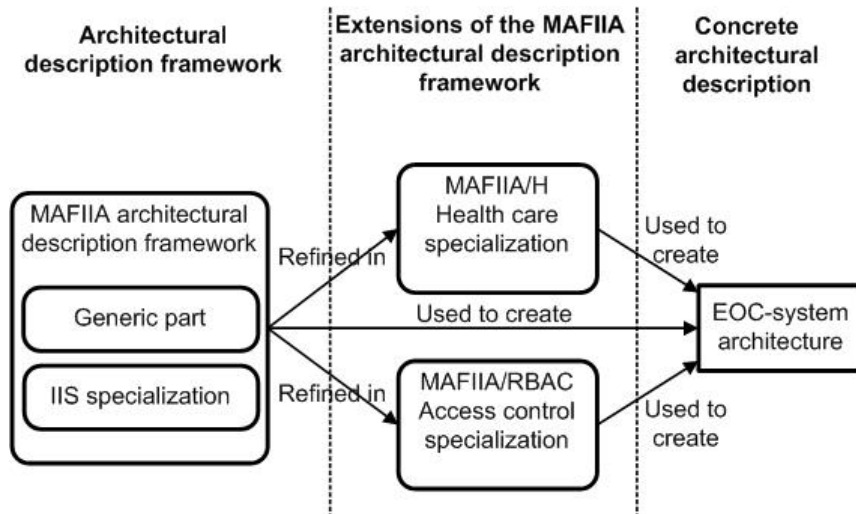 Architectural
description framework
Extensions of the MAFIIA
architectural description
framework
Concrete
architectural
description
MAFIIA architectural
description framework
Generic part
IIS specialization
Refined in
Refined in
MAFIIA/H
Health care
specialization
Used to create
MAFIIA/RBAC
Access control
specialization
Used to
create
Used to
create
EOC-system
architecture